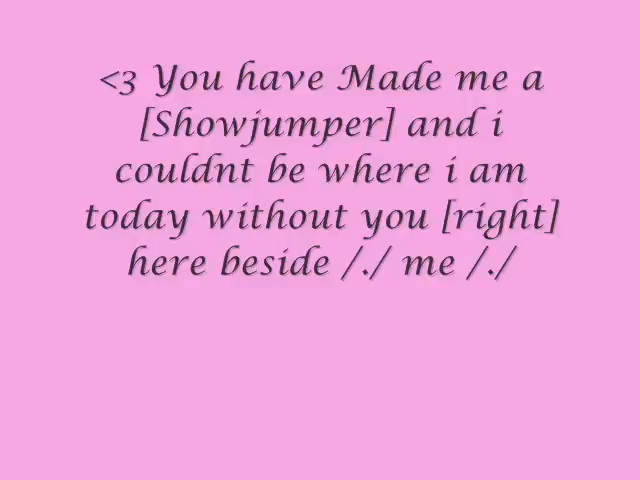 <3 You have Made me a
[Showjumper] and i
couldnt be where i am
today without you [right]
here beside /./ me /./